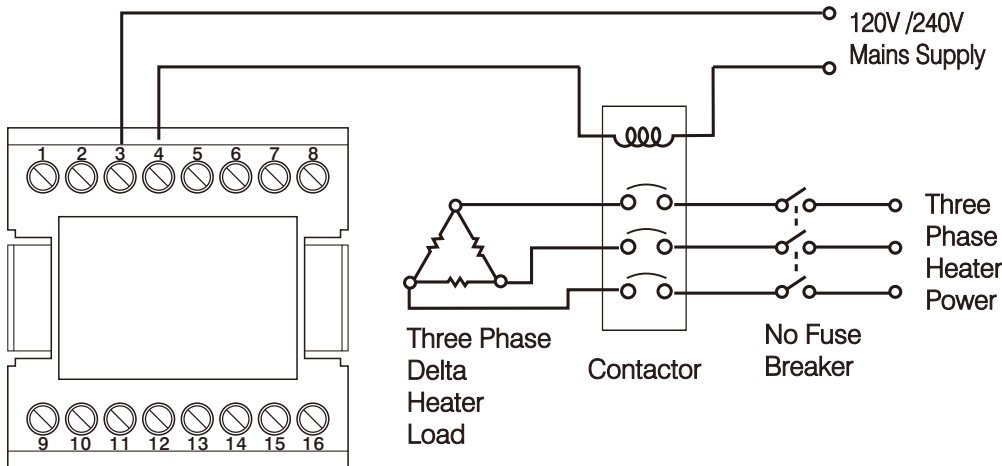 120V /240V
Mains Supply
1 2 3 4 5 6 7 8
Three
Phase
Heater
Power
Three Phase
Delta
Heater
Load
Contactor
No Fuse
Breaker
9 10 11 12 13 14 15 16